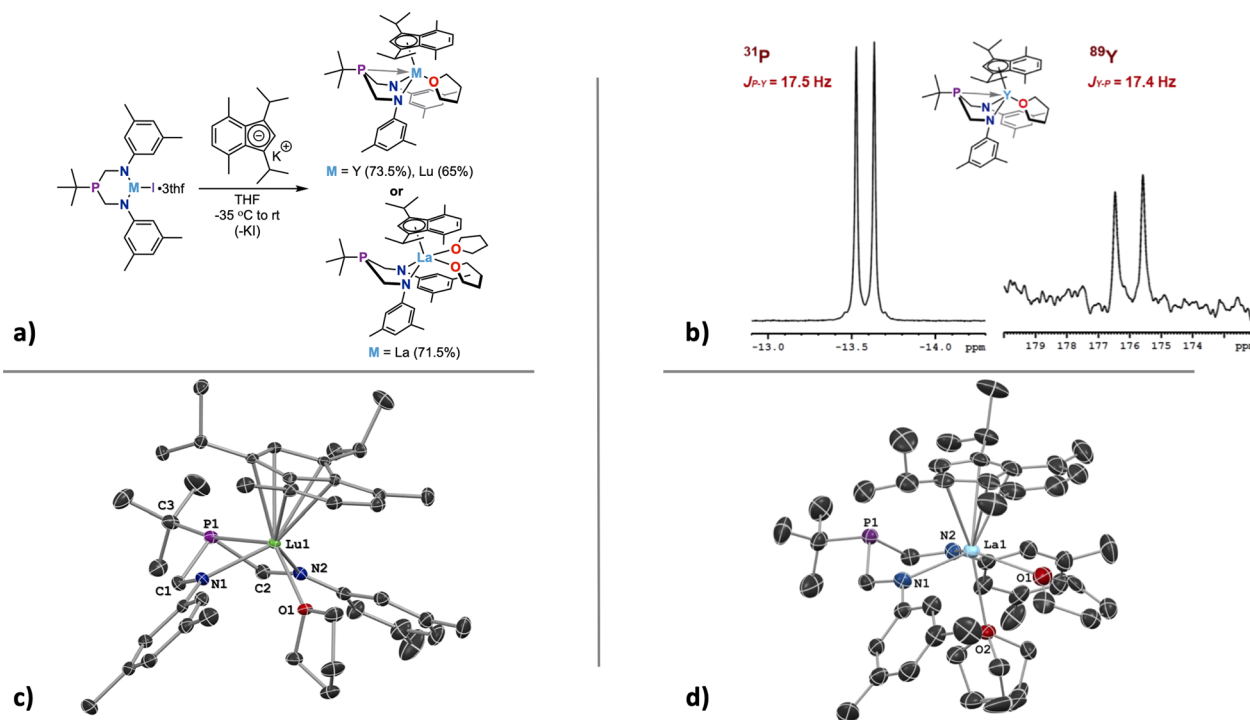 P
M
N
N
O
N
P
M
I
•3thf
N
⊖
K⊕
THF
-35 ºC to rt
(-KI)
M = Y (73.5%), Lu (65%)
or
P
La
N
N
O
O
M = La (71.5%)
a)
31P
JP-Y = 17.5 Hz
P
Y
N
N
O
89Y
JY-P = 17.4 Hz
-13.0 -13.5 -14.0 ppm
179 178 177 176 175 174
b)
C3
P1
Lu1
C1
N1
C2
N2
O1
c)
P1
N2
La1
N1
O1
O2
d)